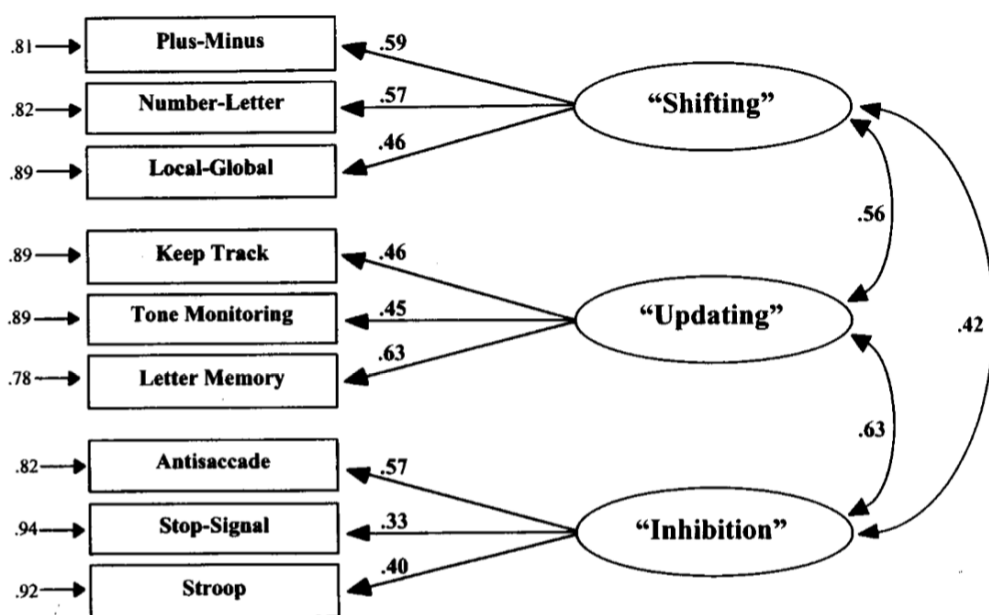 .81 Plus-Minus .59
.82 Number-Letter .57 “Shifting”
.89 Local-Global .46
.56
.89 Keep Track .46
.89 Tone Monitoring .45 “Updating” .42
.78 Letter Memory .63
.63
.82 Antisaccade .57
.94 Stop-Signal .33 “Inhibition”
.92 Stroop .40